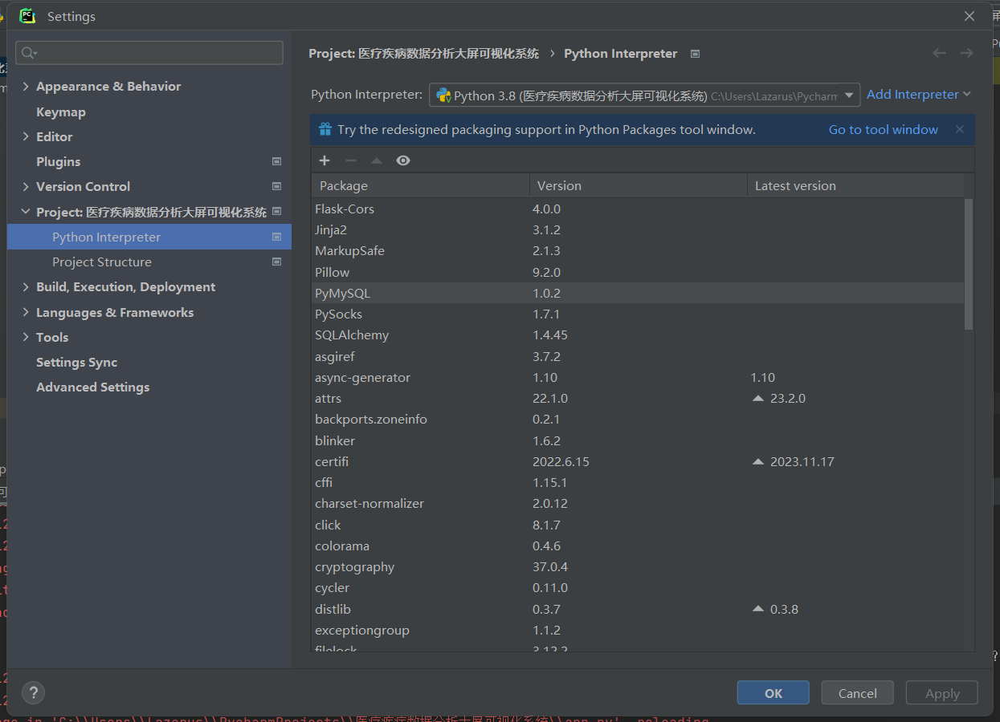 Settings
Project: 医疗疾病数据分析大屏可视化系统 › Python Interpreter
Python Interpreter: Python 3.8 (医疗疾病数据分析大屏可视化系统) C:\Users\Lazarus\Pycharm Add Interpreter
Appearance & Behavior
Keymap
Editor
Plugins
Version Control
Project: 医疗疾病数据分析大屏可视化系统
Python Interpreter
Project Structure
Build, Execution, Deployment
Languages & Frameworks
Tools
Settings Sync
Advanced Settings
Try the redesigned packaging support in Python Packages tool window. Go to tool window
Package Version Latest version
Flask-Cors 4.0.0
Jinja2 3.1.2
MarkupSafe 2.1.3
Pillow 9.2.0
PyMySQL 1.0.2
PySocks 1.7.1
SQLAlchemy 1.4.45
asgiref 3.7.2
async-generator 1.10 1.10
attrs 22.1.0 23.2.0
backports.zoneinfo 0.2.1
blinker 1.6.2
certifi 2022.6.15 2023.11.17
cffi 1.15.1
charset-normalizer 2.0.12
click 8.1.7
colorama 0.4.6
cryptography 37.0.4
cycler 0.11.0
distlib 0.3.7 0.3.8
exceptiongroup 1.1.2
filelock 3.12.2
? OK Cancel Apply